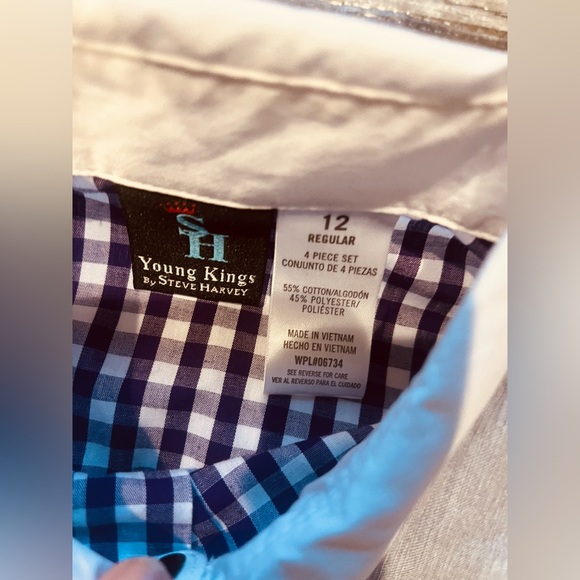 SH
Young Kings
By STEVE HARVEY
12
REGULAR
4 PIECE SET
CONJUNTO DE 4 PIEZAS
55% COTTON/ALGODÓN
45% POLYESTER/
POLIÉSTER
MADE IN VIETNAM
HECHO EN VIETNAM
WPL#06734
SEE REVERSE FOR CARE
VER AL REVERSO PARA EL CUIDADO